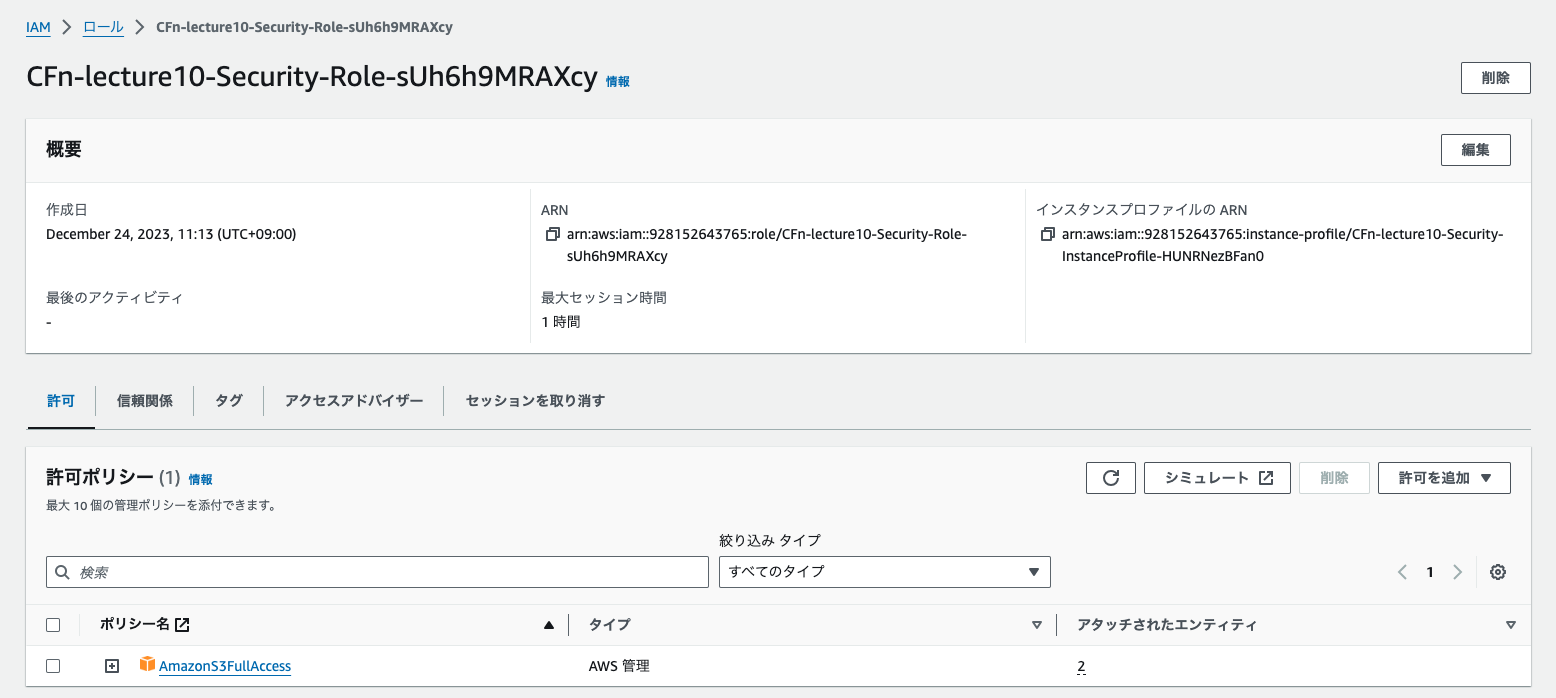 IAM > ロール > CFn-lecture10-Security-Role-sUh6h9MRAXcy
CFn-lecture10-Security-Role-sUh6h9MRAXcy 情報
削除
概要
編集
作成日
December 24, 2023, 11:13 (UTC+09:00)
ARN
arn:aws:iam::928152643765:role/CFn-lecture10-Security-Role-
sUh6h9MRAXcy
インスタンスプロファイルの ARN
arn:aws:iam::928152643765:instance-profile/CFn-lecture10-Security-
InstanceProfile-HUNRNezBFan0
最後のアクティビティ
-
最大セッション時間
1 時間
許可
信頼関係
タグ
アクセスアドバイザー
セッションを取り消す
許可ポリシー (1) 情報
最大 10 個の管理ポリシーを添付できます。
シミュレート
削除
許可を追加
絞り込み タイプ
検索
すべてのタイプ
1
ポリシー名
タイプ
アタッチされたエンティティ
AmazonS3FullAccess
AWS 管理
2